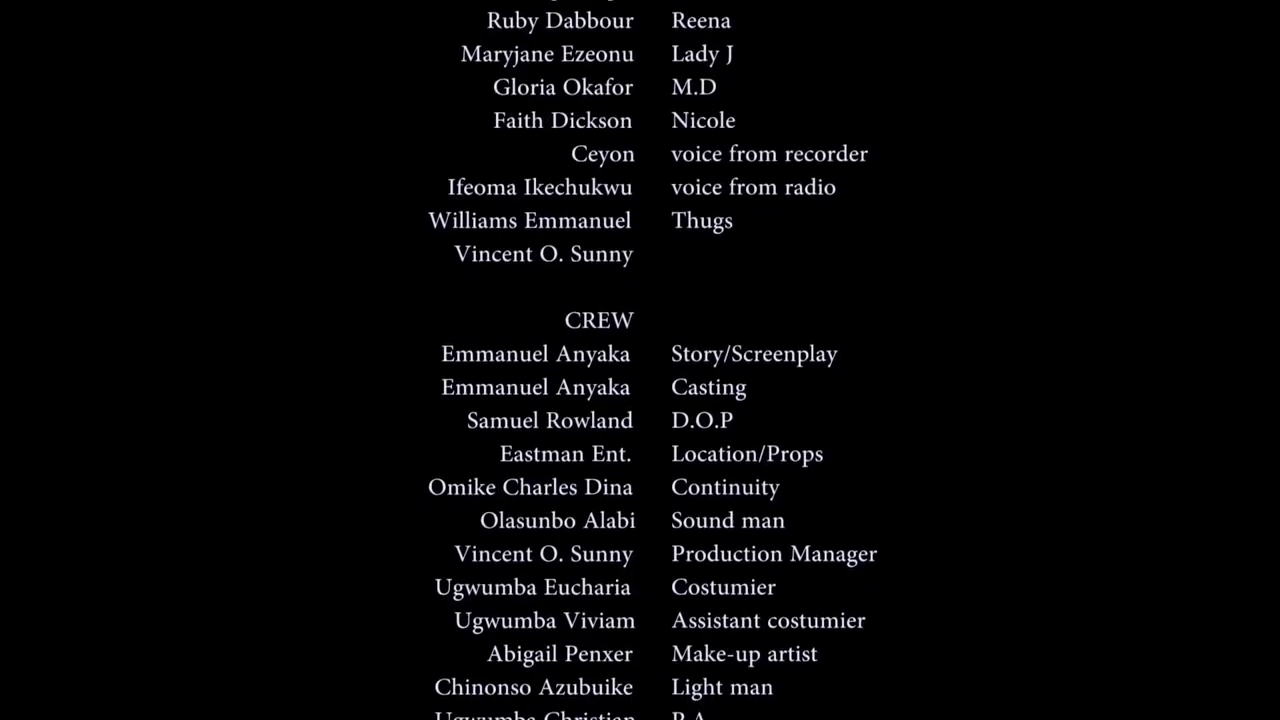 Ruby Dabbour Reena
Maryjane Ezeonu Lady J
Gloria Okafor M.D
Faith Dickson Nicole
Ceyon voice from recorder
Ifeoma Ikechukwu voice from radio
Williams Emmanuel Thugs
Vincent O. Sunny
CREW
Emmanuel Anyaka Story/Screenplay
Emmanuel Anyaka Casting
Samuel Rowland D.O.P
Eastman Ent. Location/Props
Omike Charles Dina Continuity
Olasunbo Alabi Sound man
Vincent O. Sunny Production Manager
Ugwumba Eucharia Costumier
Ugwumba Viviam Assistant costumier
Abigail Penxer Make-up artist
Chinonso Azubuike Light man
Ugwumba Christian P.A